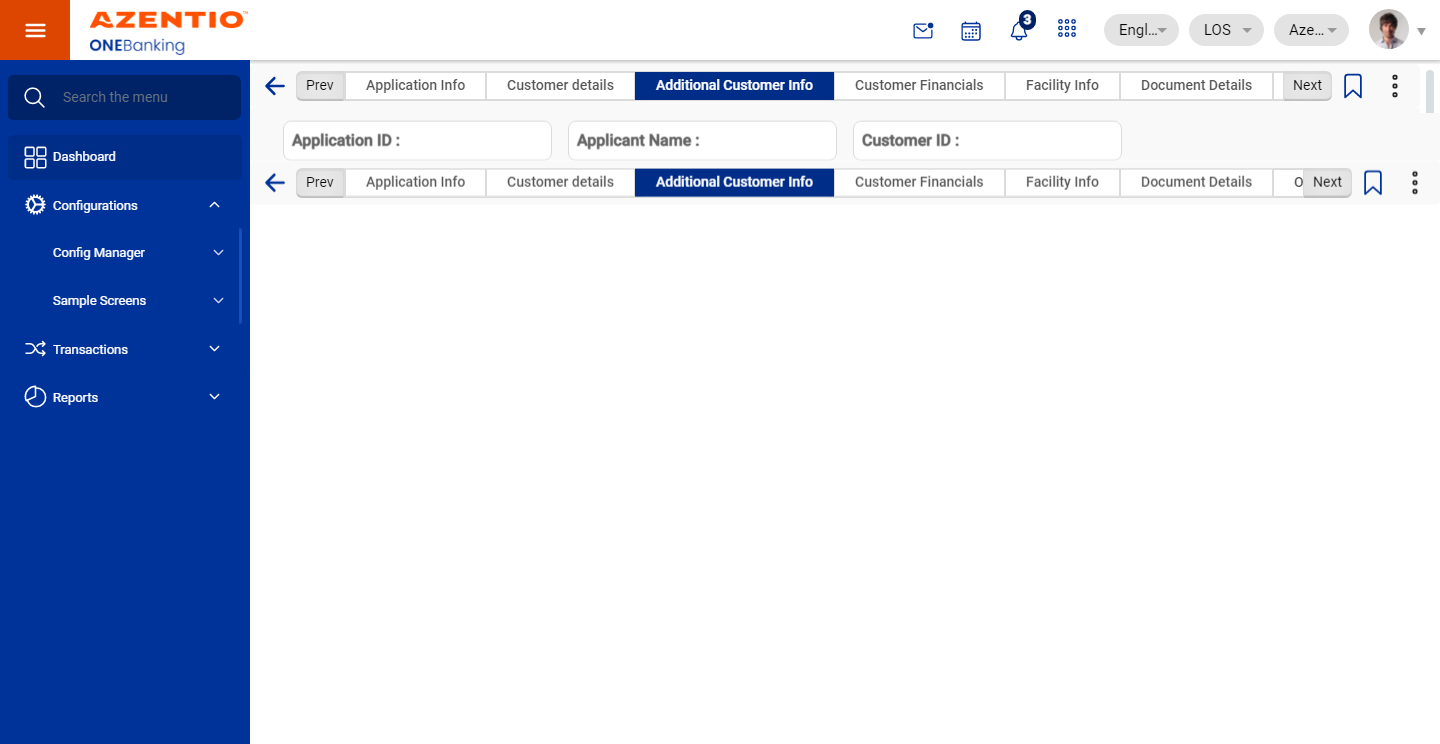 AZENTIO™
ONEBanking
3
Engl...
LOS
Aze...
Search the menu
Dashboard
Configurations
Config Manager
Sample Screens
Transactions
Reports
Prev Application Info Customer details Additional Customer Info Customer Financials Facility Info Document Details Next
Application ID : Applicant Name : Customer ID :
Prev Application Info Customer details Additional Customer Info Customer Financials Facility Info Document Details O Next